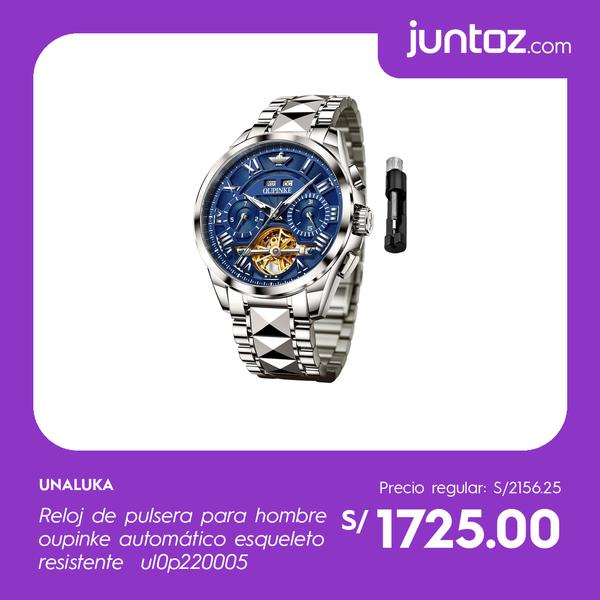 juntoz.com
OUPINKE
UNALUKA
Reloj de pulsera para hombre
oupinke automático esqueleto
resistente ul0p220005
Precio regular: S/2156.25
S/1725.00